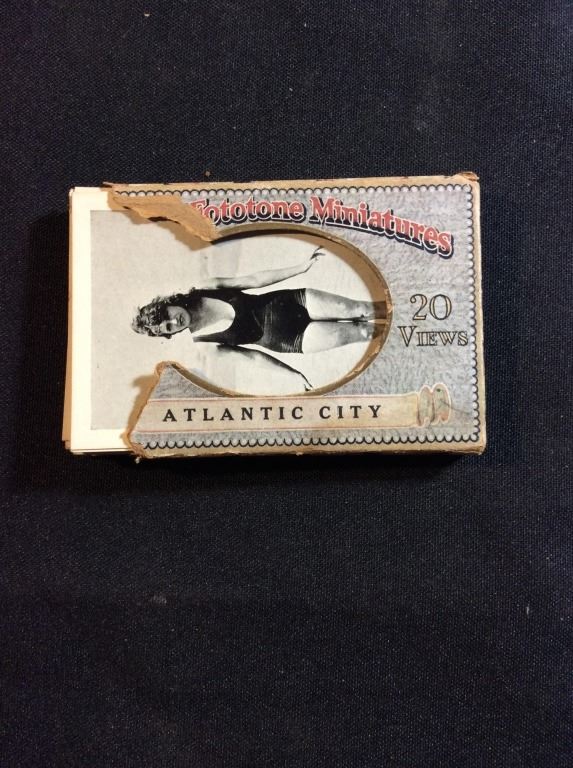 Fototone Miniatures
20
VIEWS
ATLANTIC CITY